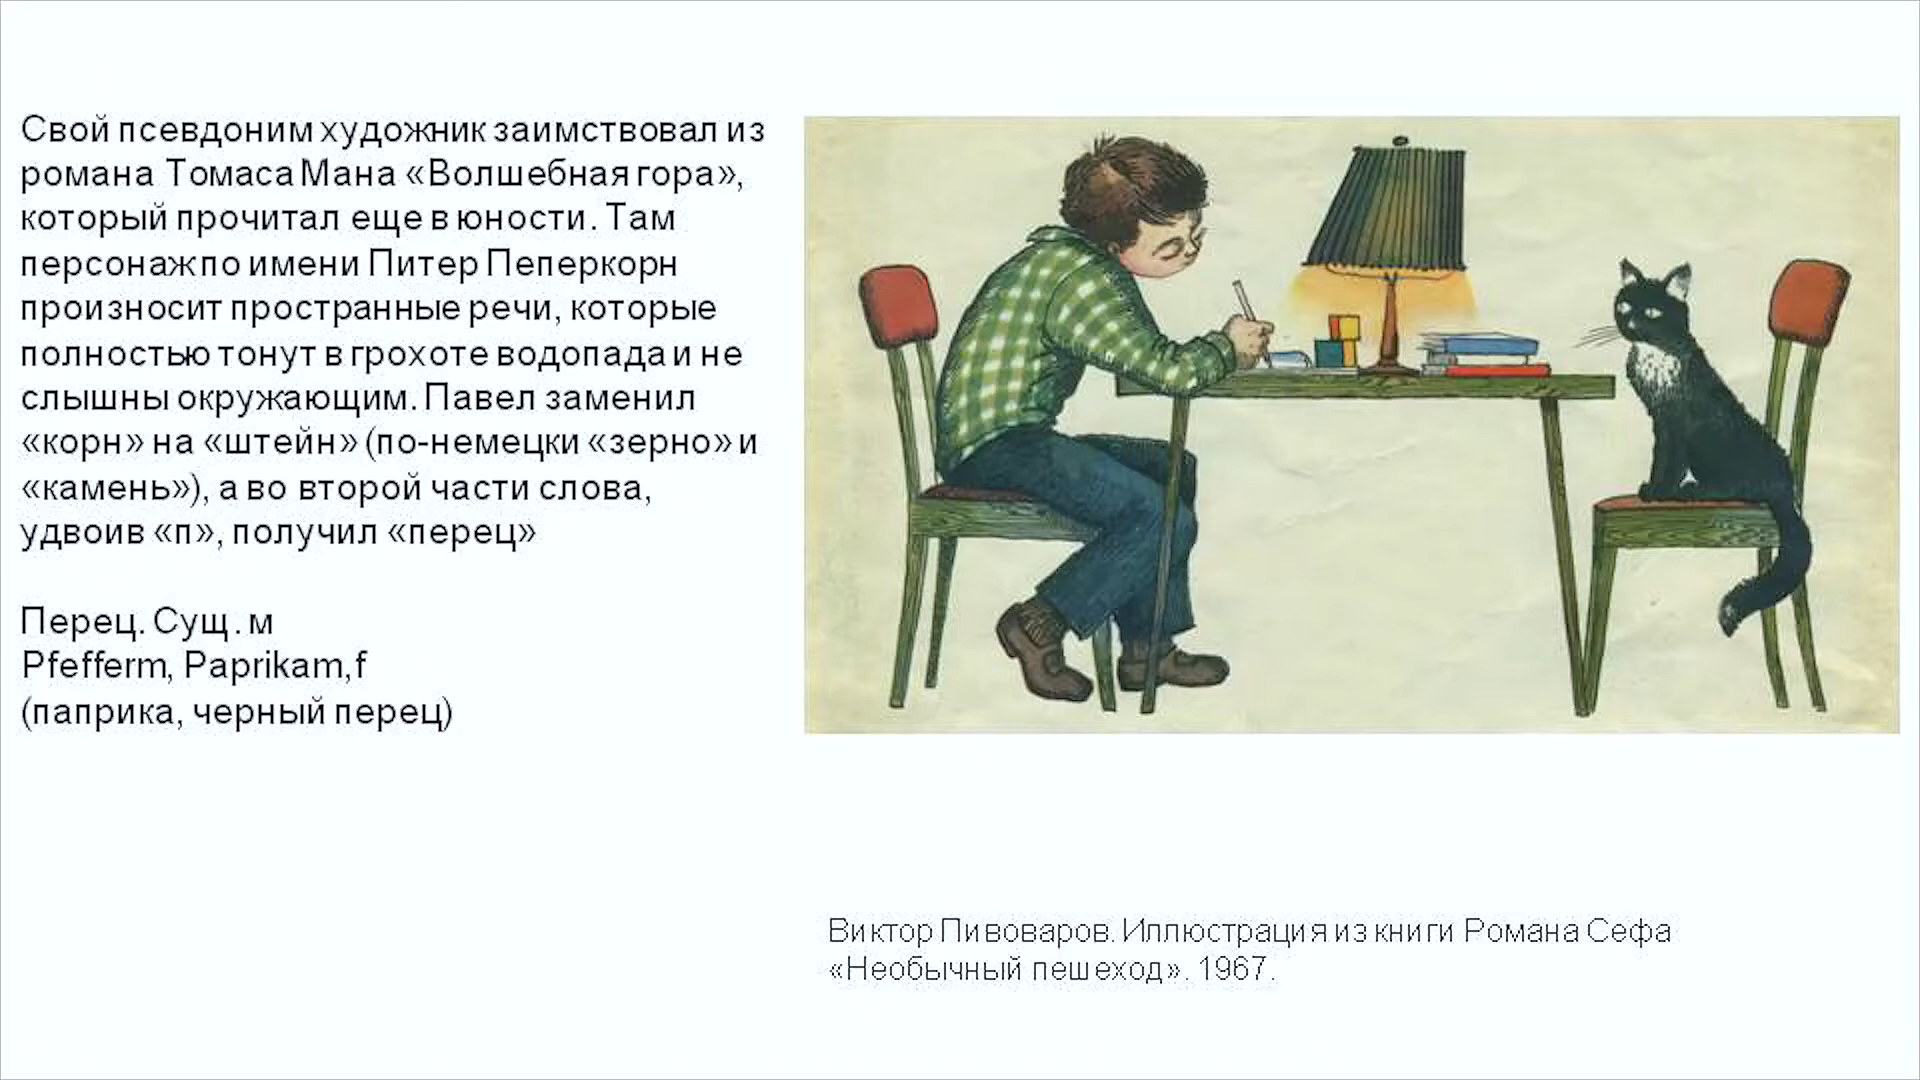 Свой псевдоним художник заимствовал из
романа Томаса Мана «Волшебная гора»,
который прочитал еще в юности. Там
персонаж по имени Питер Пеперкорн
произносит пространные речи, которые
полностью тонут в грохоте водопада и не
слышны окружающим. Павел заменил
«корн» на «штейн» (по-немецки «зерно» и
«камень»), а во второй части слова,
удвоив «п», получил «перец»
Перец. Сущ. м
Pfefferm, Paprikam,f
(паприка, черный перец)
Виктор Пивоваров. Иллюстрация из книги Романа Сефа
«Необычный пешеход». 1967.